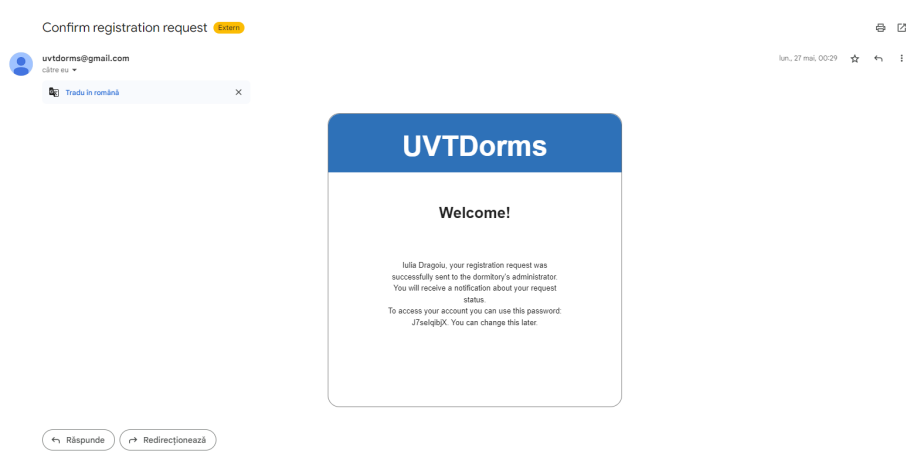 Confirm registration request Extern
uvtdorms@gmail.com
lun., 27 mai, 00:29
către eu
Tradu în română
UVTDorms
Welcome!
Iulia Dragoiu, your registration request was
successfully sent to the dormitory's administrator.
You will receive a notification about your request
status.
To access your account you can use this password:
J7selqibjX. You can change this later.
Răspunde
Redirecționează